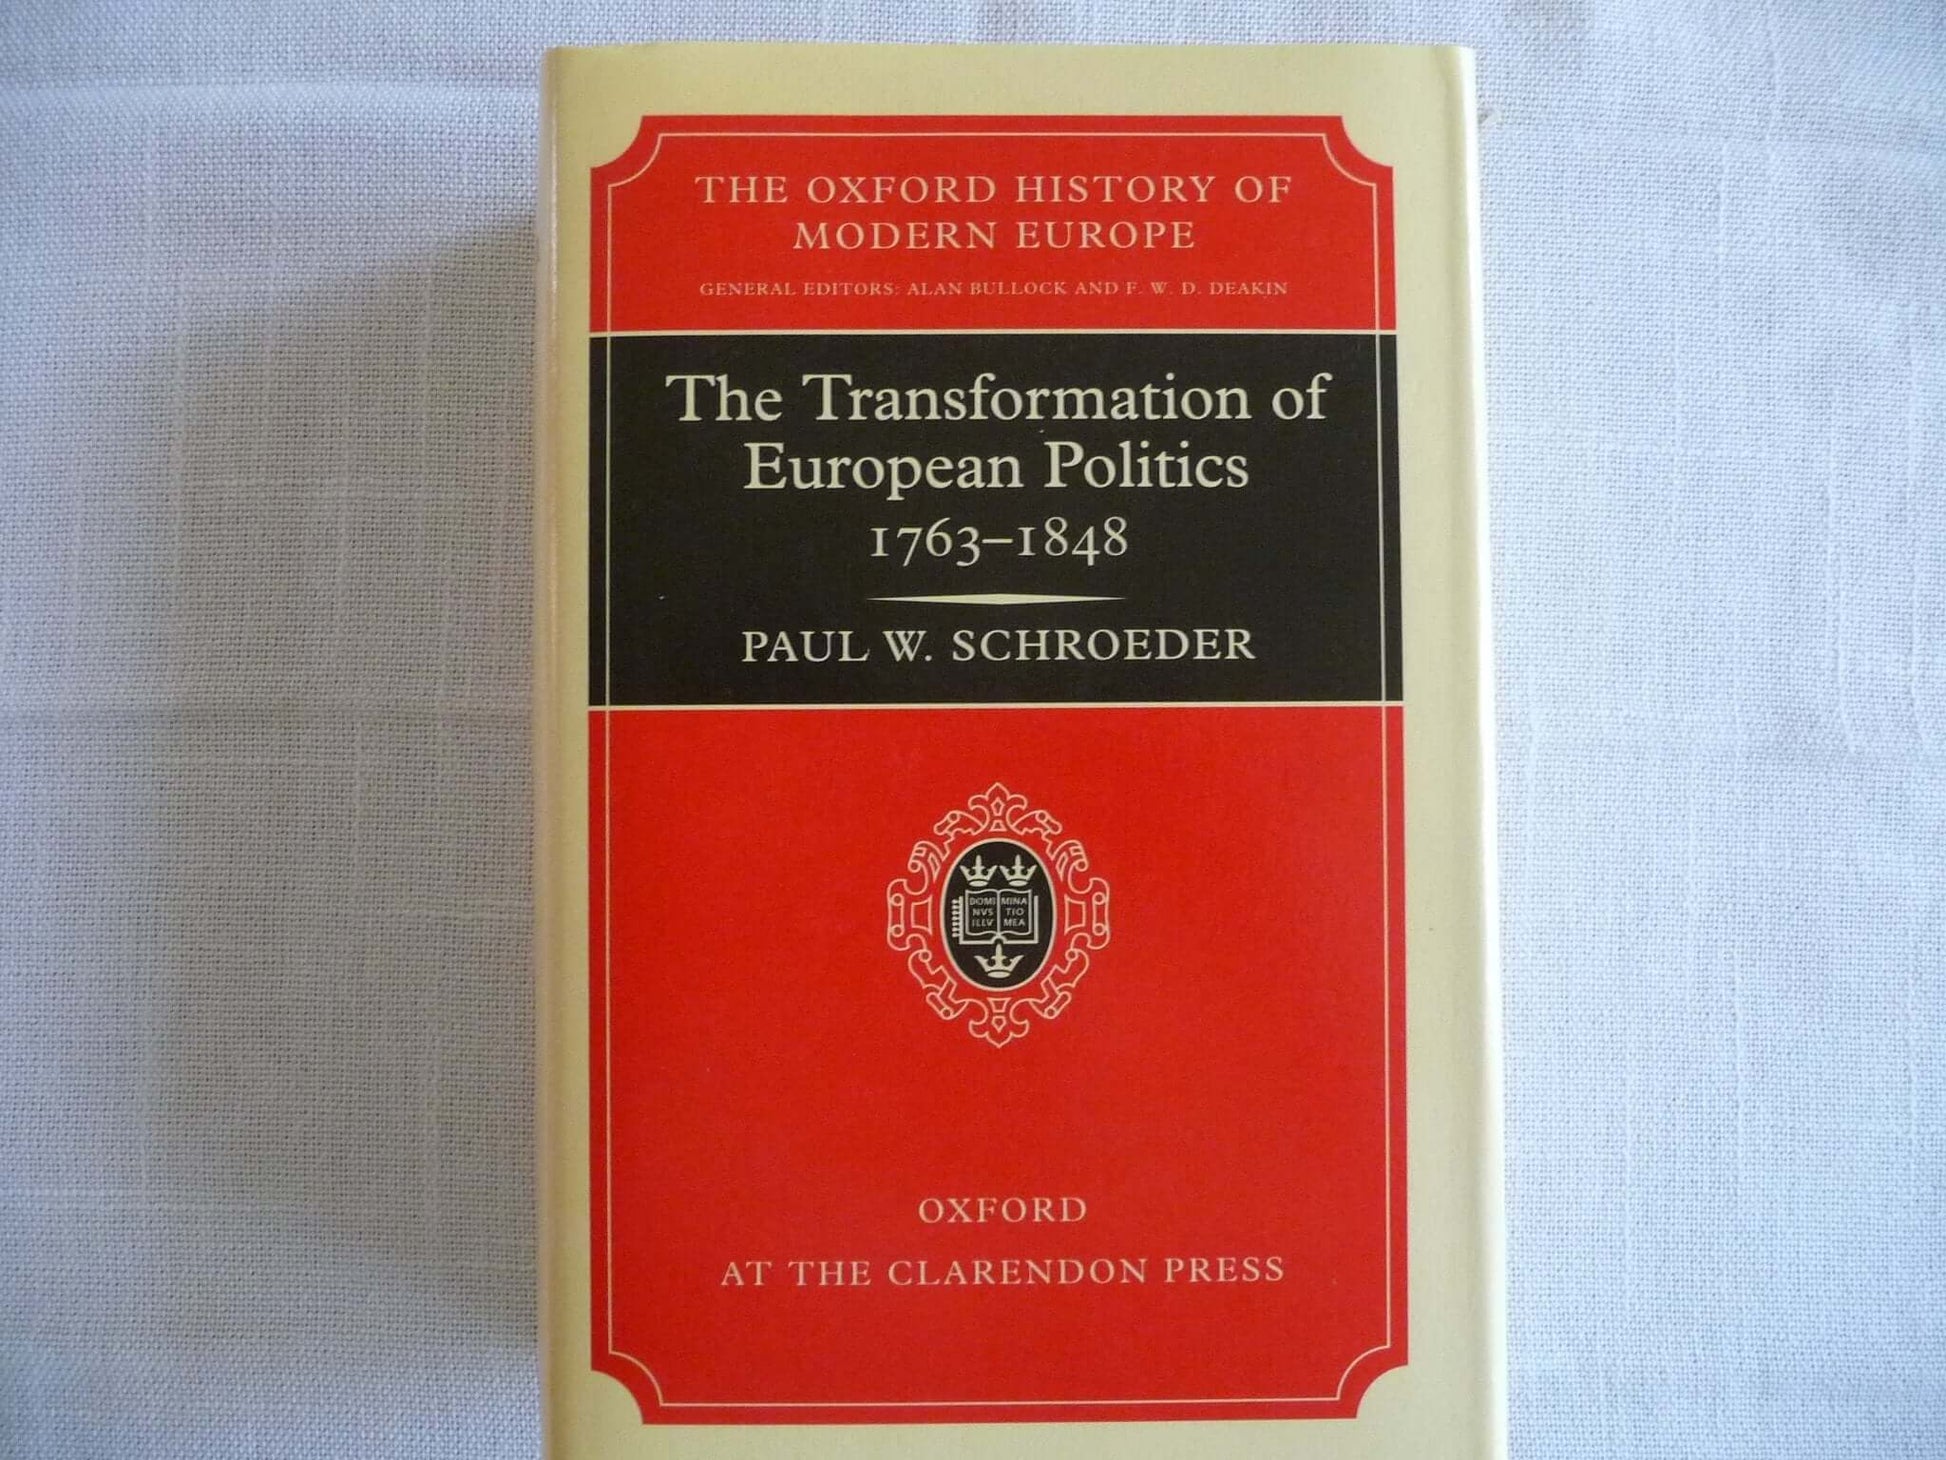 THE OXFORD HISTORY OF
MODERN EUROPE
GENERAL EDITORS: ALAN BULLOCK AND F. W. D. DEAKIN
The Transformation of
European Politics
1763–1848
PAUL W. SCHROEDER
DOMI MINA
NVS TIO
ILLV MEA
OXFORD
AT THE CLARENDON PRESS